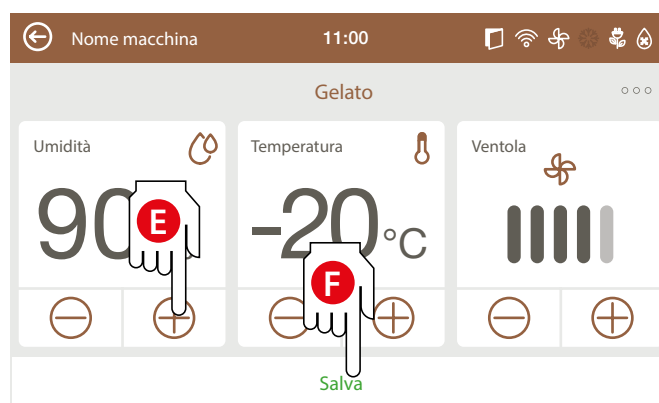 Nome macchina 11:00
Gelato
Umidità Temperatura Ventola
90 -20 °C
E
F
Salva